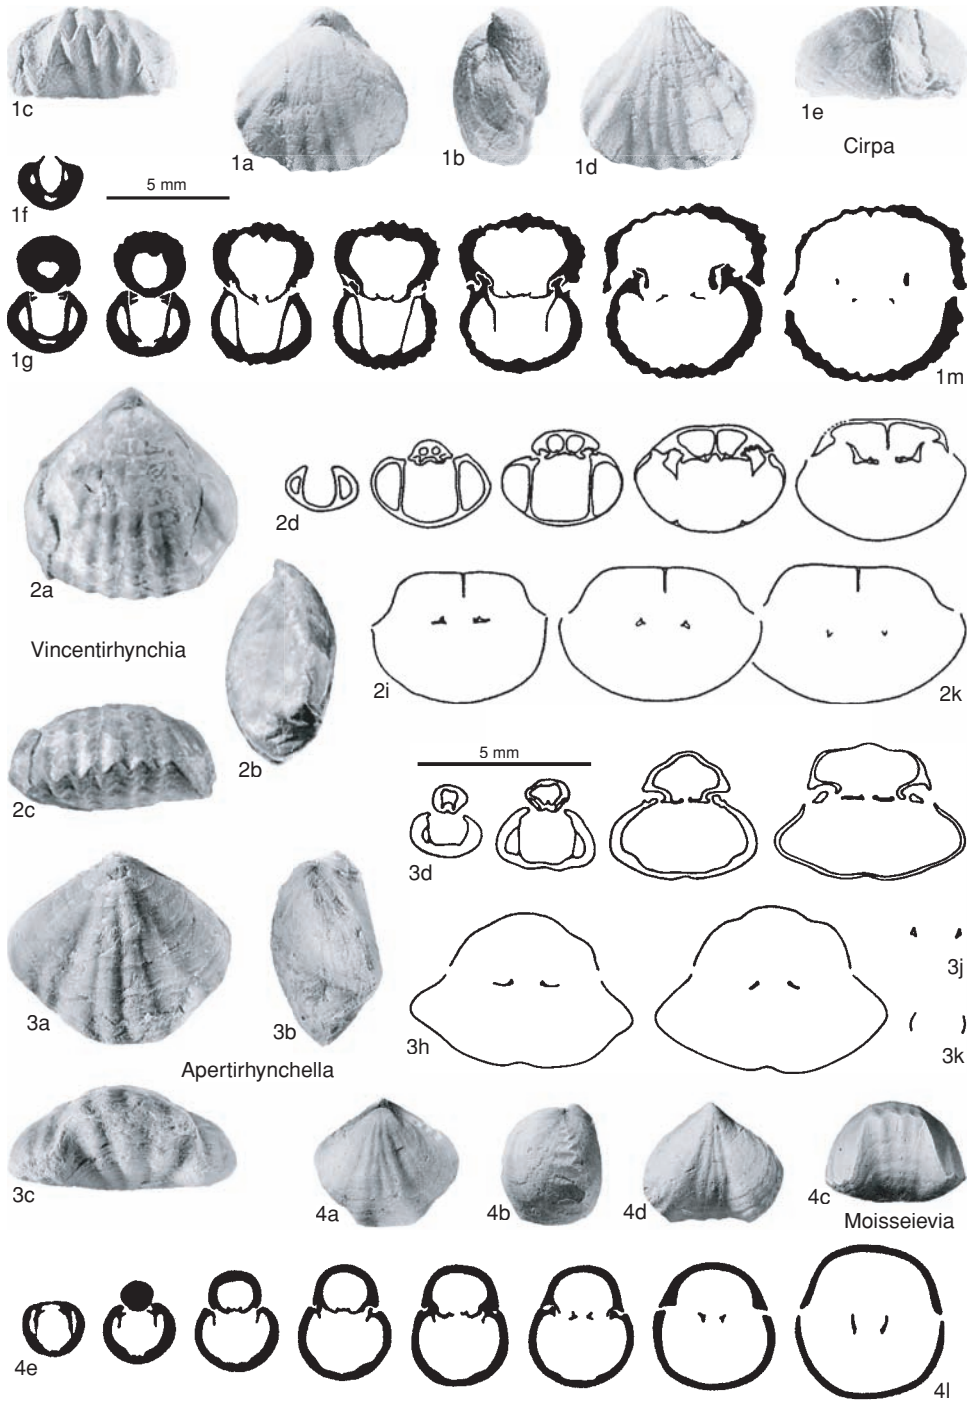 1c
1a
1b
1d
1e
Cirpa
1f
5 mm
1g
1m
2a
2d
Vincentirhynchia
2b
2i
2k
2c
5 mm
3d
3a
3b
3h
3j
3k
Apertirhynchella
3c
4a
4b
4d
4c
Moisseievia
4e
4l